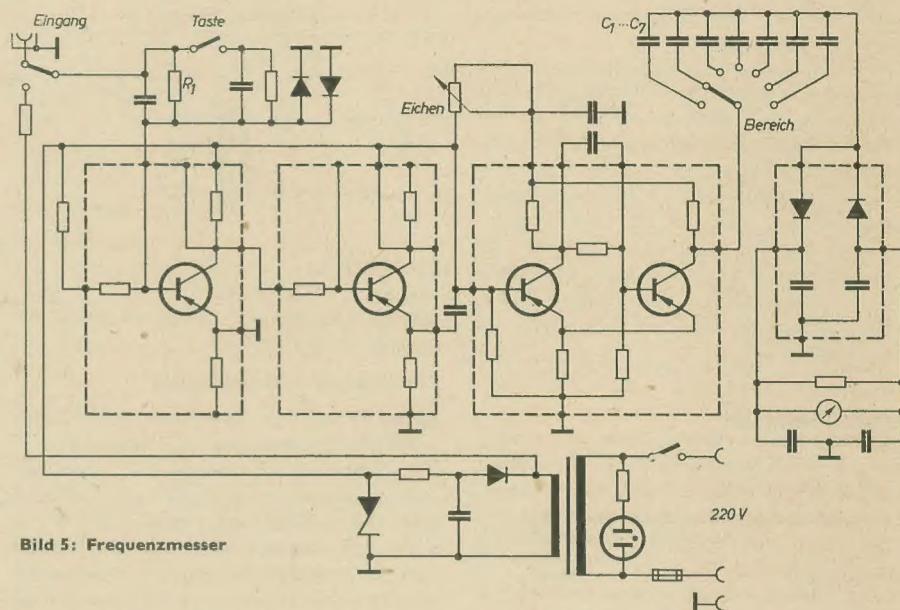 Eingang
Taste
C₁...C₇
R₁
Eichen
Bereich
220 V
Bild 5: Frequenzmesser